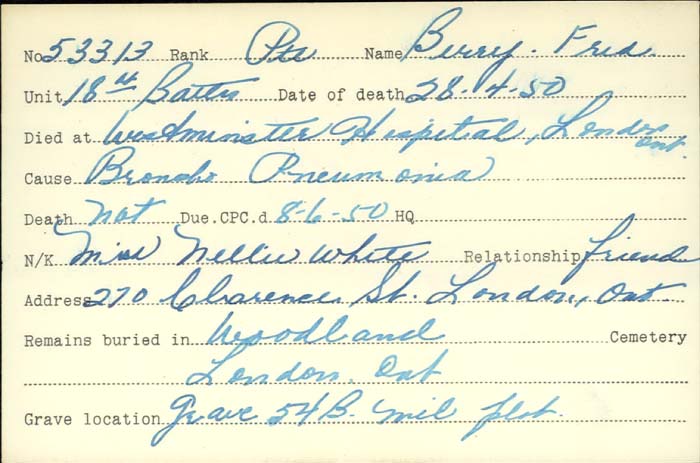 No 53313 Rank Pte Name Berry. Fred.
Unit 18th Battn Date of death 28-4-50
Died at Westminster Hospital, London Ont.
Cause Broncho Pneumonia
Death Not Due. CPC.d 8-6-50 HQ
N/K Miss Nellie White Relationship friend
Address 270 Clarence St. London, Ont.
Remains buried in Woodland Cemetery
London, Ont
Grave location Grave 54 B. mil plot.